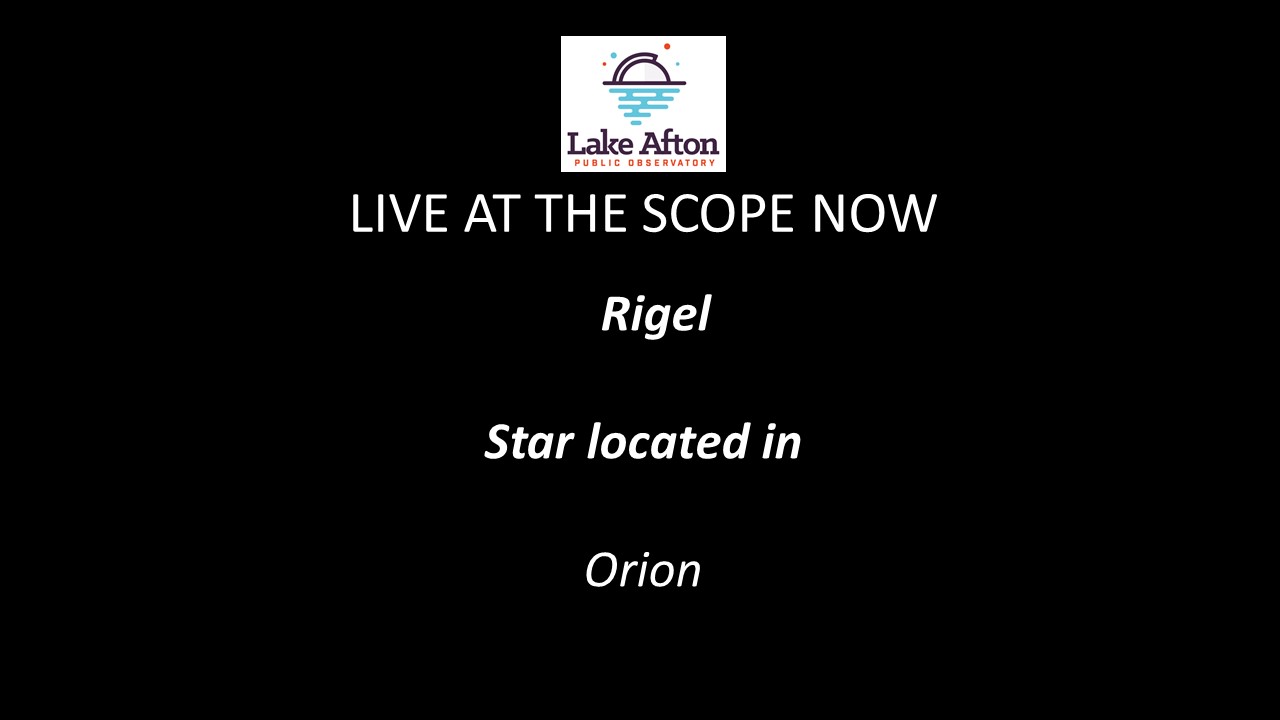 Lake Afton
PUBLIC OBSERVATORY
LIVE AT THE SCOPE NOW
Rigel
Star located in
Orion